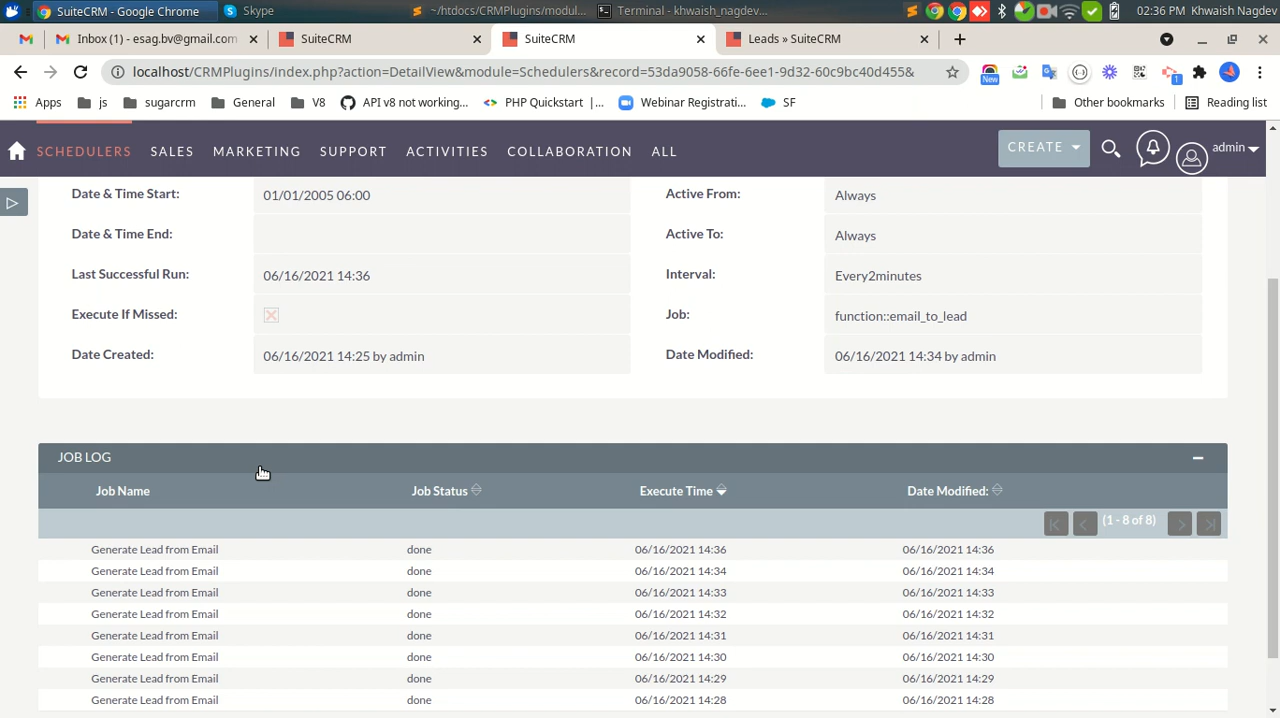 SuiteCRM - Google Chrome
Skype
~/htdocs/CRMPlugins/modul...
Terminal - khwaish_nagdev...
02:36 PM Khwaish Nagdev
Inbox (1) - esag.bv@gmail.com
SuiteCRM
SuiteCRM
Leads » SuiteCRM
localhost/CRMPlugins/index.php?action=DetailView&module=Schedulers&record=53da9058-66fe-6ee1-9d32-60c9bc40d455&
New
1
Apps
js
sugarcrm
General
V8
API v8 not working...
PHP Quickstart |...
Webinar Registrati...
SF
Other bookmarks
Reading list
SCHEDULERS
SALES
MARKETING
SUPPORT
ACTIVITIES
COLLABORATION
ALL
CREATE
admin
Date & Time Start: 01/01/2005 06:00
Active From: Always
Date & Time End:
Active To: Always
Last Successful Run: 06/16/2021 14:36
Interval: Every2minutes
Execute If Missed:
Job: function::email_to_lead
Date Created: 06/16/2021 14:25 by admin
Date Modified: 06/16/2021 14:34 by admin
JOB LOG
Job Name Job Status Execute Time Date Modified:
(1 - 8 of 8)
Generate Lead from Email done 06/16/2021 14:36 06/16/2021 14:36
Generate Lead from Email done 06/16/2021 14:34 06/16/2021 14:34
Generate Lead from Email done 06/16/2021 14:33 06/16/2021 14:33
Generate Lead from Email done 06/16/2021 14:32 06/16/2021 14:32
Generate Lead from Email done 06/16/2021 14:31 06/16/2021 14:31
Generate Lead from Email done 06/16/2021 14:30 06/16/2021 14:30
Generate Lead from Email done 06/16/2021 14:29 06/16/2021 14:29
Generate Lead from Email done 06/16/2021 14:28 06/16/2021 14:28